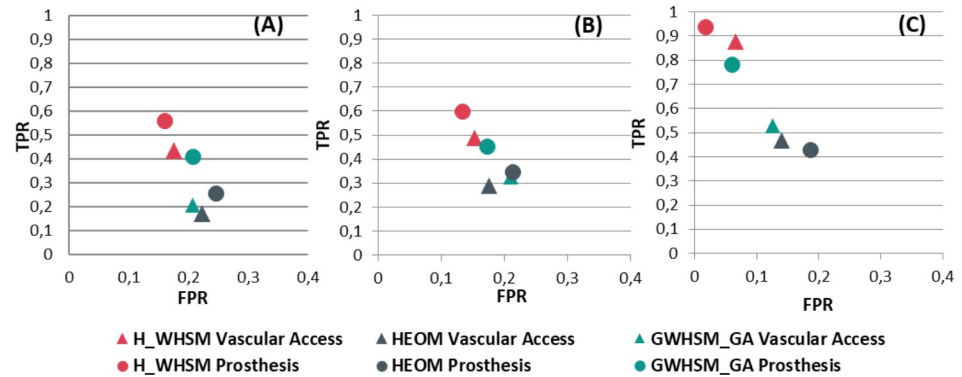 (A)
1
0,9
0,8
0,7
0,6
0,5
0,4
0,3
0,2
0,1
0
TPR
0 0,1 0,2 0,3 0,4
FPR
(B)
1
0,9
0,8
0,7
0,6
0,5
0,4
0,3
0,2
0,1
0
TPR
0 0,1 0,2 0,3 0,4
FPR
(C)
1
0,9
0,8
0,7
0,6
0,5
0,4
0,3
0,2
0,1
0
TPR
0 0,1 0,2 0,3 0,4
FPR
H_WHSM Vascular Access HEOM Vascular Access GWHSM_GA Vascular Access
H_WHSM Prosthesis HEOM Prosthesis GWHSM_GA Prosthesis